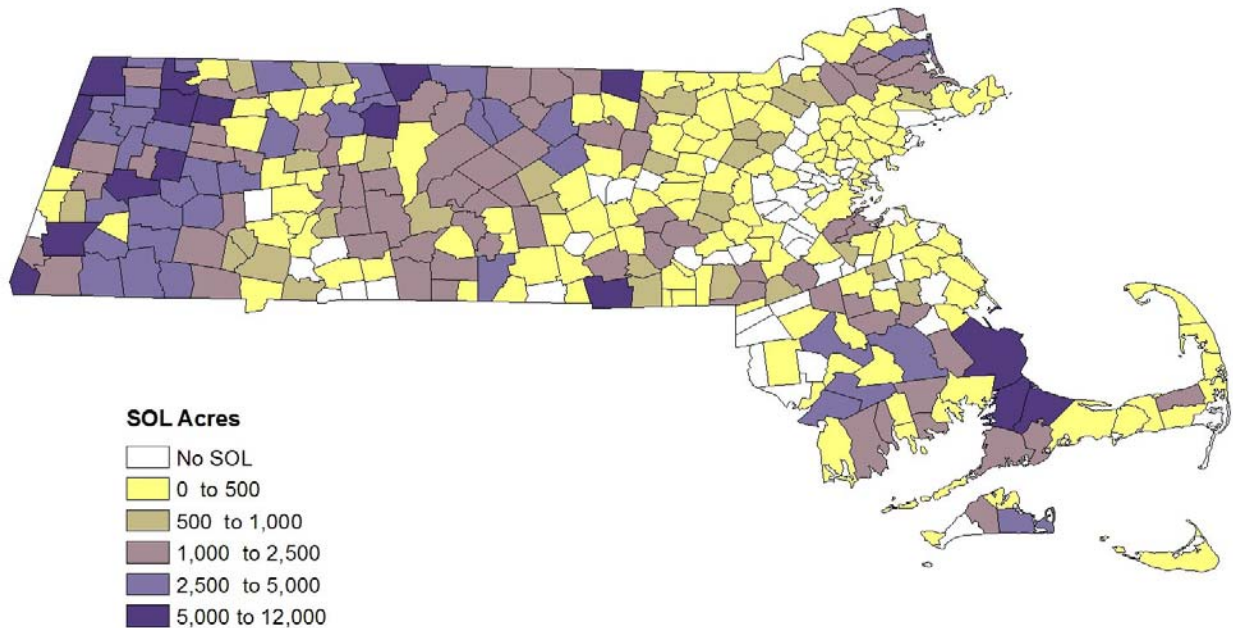 SOL Acres
No SOL
0 to 500
500 to 1,000
1,000 to 2,500
2,500 to 5,000
5,000 to 12,000